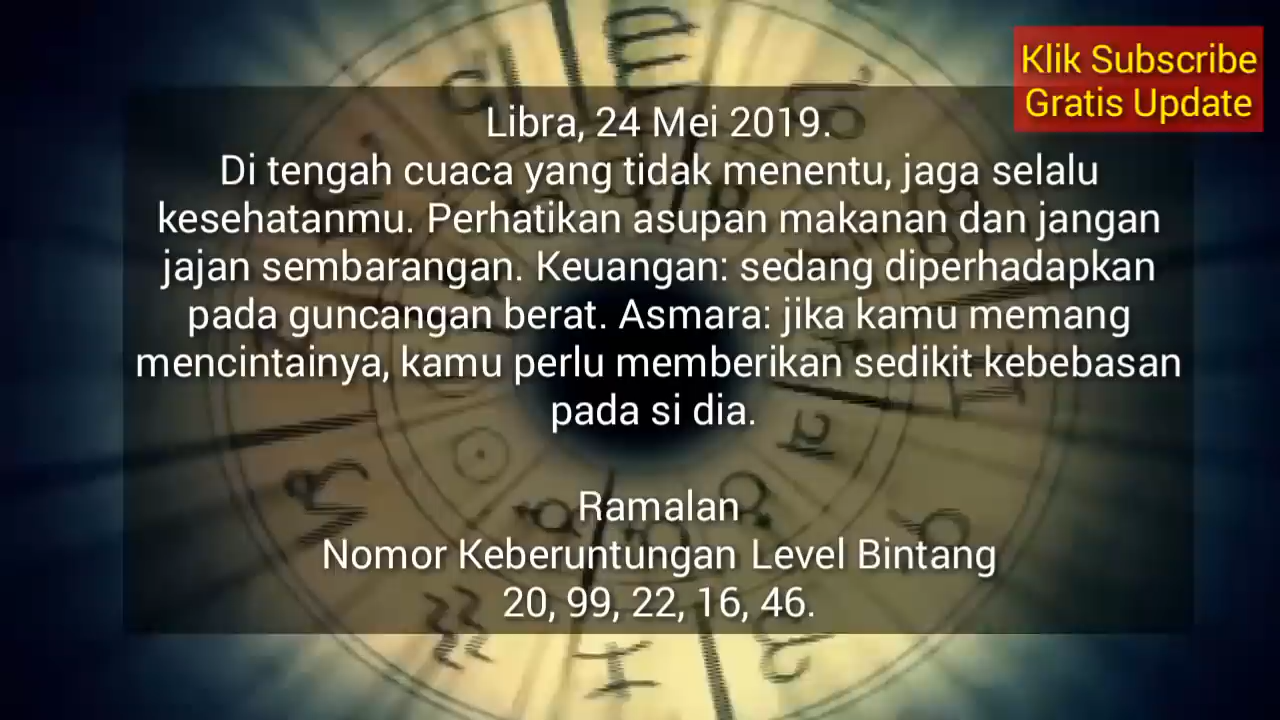 Klik Subscribe
Gratis Update
Libra, 24 Mei 2019.
Di tengah cuaca yang tidak menentu, jaga selalu
kesehatanmu. Perhatikan asupan makanan dan jangan
jajan sembarangan. Keuangan: sedang diperhadapkan
pada guncangan berat. Asmara: jika kamu memang
mencintainya, kamu perlu memberikan sedikit kebebasan
pada si dia.
Ramalan
Nomor Keberuntungan Level Bintang
20, 99, 22, 16, 46.